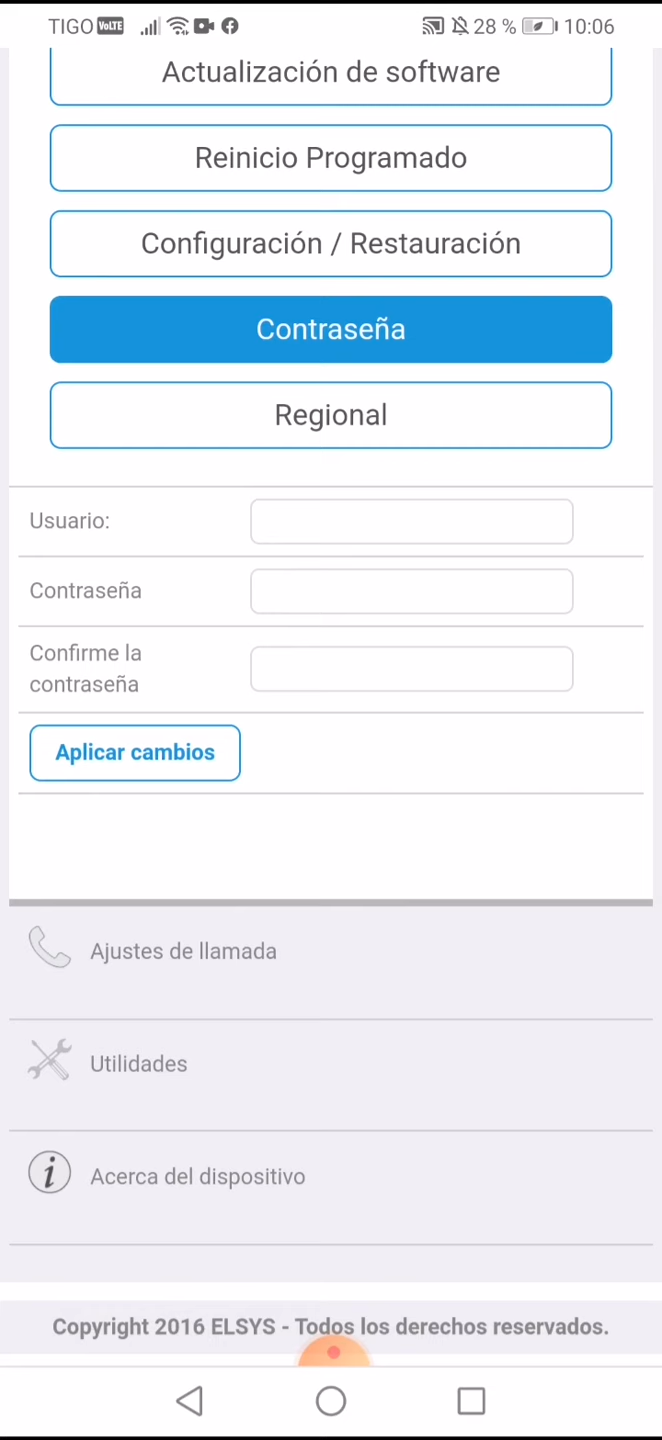 TIGO VoLTE 28 % 10:06
Actualización de software
Reinicio Programado
Configuración / Restauración
Contraseña
Regional
Usuario:
Contraseña
Confirme la
contraseña
Aplicar cambios
Ajustes de llamada
Utilidades
Acerca del dispositivo
Copyright 2016 ELSYS - Todos los derechos reservados.